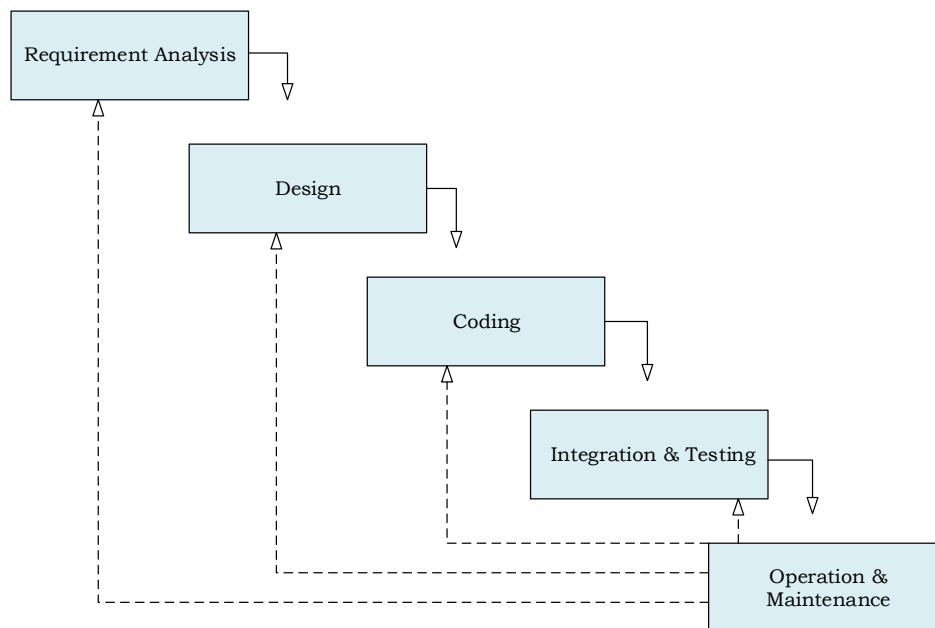 Requirement Analysis
Design
Coding
Integration & Testing
Operation &
Maintenance